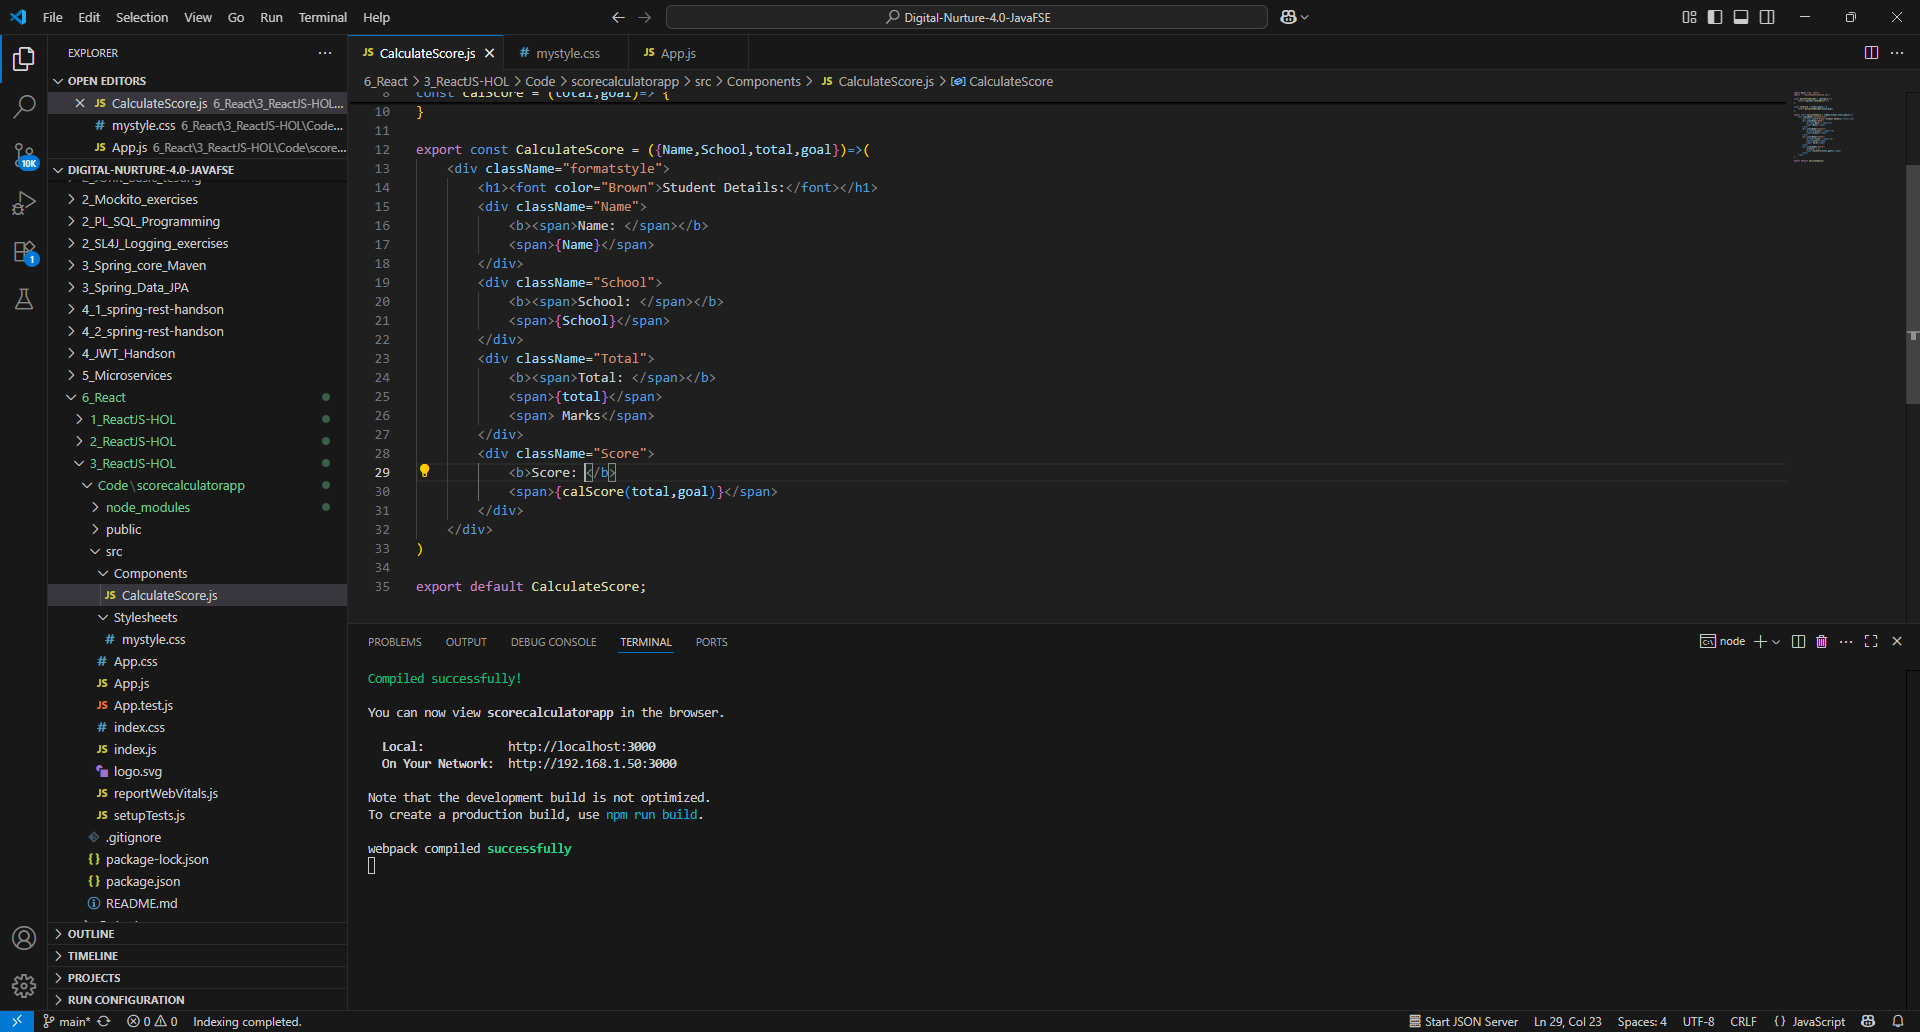 File Edit Selection View Go Run Terminal Help
Digital-Nurture-4.0-JavaFSE
EXPLORER
OPEN EDITORS
CalculateScore.js 6_React\3_ReactJS-HOL...
mystyle.css 6_React\3_ReactJS-HOL\Code...
App.js 6_React\3_ReactJS-HOL\Code\score...
DIGITAL-NURTURE-4.0-JAVAFSE
2_Mockito_exercises
2_PL_SQL_Programming
2_SL4J_Logging_exercises
3_Spring_core_Maven
3_Spring_Data_JPA
4_1_spring-rest-handson
4_2_spring-rest-handson
4_JWT_Handson
5_Microservices
6_React
1_ReactJS-HOL
2_ReactJS-HOL
3_ReactJS-HOL
Code\scorecalculatorapp
node_modules
public
src
Components
JS CalculateScore.js
Stylesheets
# mystyle.css
# App.css
JS App.js
JS App.test.js
# index.css
JS index.js
logo.svg
JS reportWebVitals.js
JS setupTests.js
.gitignore
{} package-lock.json
{} package.json
README.md
OUTLINE
TIMELINE
PROJECTS
RUN CONFIGURATION
10K
1
JS CalculateScore.js
# mystyle.css
JS App.js
6_React > 3_ReactJS-HOL > Code > scorecalculatorapp > src > Components > JS CalculateScore.js > CalculateScore
8 const calScore = (total,goal)=> {
10 }
11
12 export const CalculateScore = ({Name,School,total,goal})=>(
13 <div className="formatstyle">
14 <h1><font color="Brown">Student Details:</font></h1>
15 <div className="Name">
16 <b><span>Name: </span></b>
17 <span>{Name}</span>
18 </div>
19 <div className="School">
20 <b><span>School: </span></b>
21 <span>{School}</span>
22 </div>
23 <div className="Total">
24 <b><span>Total: </span></b>
25 <span>{total}</span>
26 <span> Marks</span>
27 </div>
28 <div className="Score">
29 <b>Score: </b>
30 <span>{calScore(total,goal)}</span>
31 </div>
32 </div>
33 )
34
35 export default CalculateScore;
PROBLEMS OUTPUT DEBUG CONSOLE TERMINAL PORTS
node
Compiled successfully!
You can now view scorecalculatorapp in the browser.
Local: http://localhost:3000
On Your Network: http://192.168.1.50:3000
Note that the development build is not optimized.
To create a production build, use npm run build.
webpack compiled successfully
main* 0 0 Indexing completed.
Start JSON Server Ln 29, Col 23 Spaces: 4 UTF-8 CRLF {} JavaScript